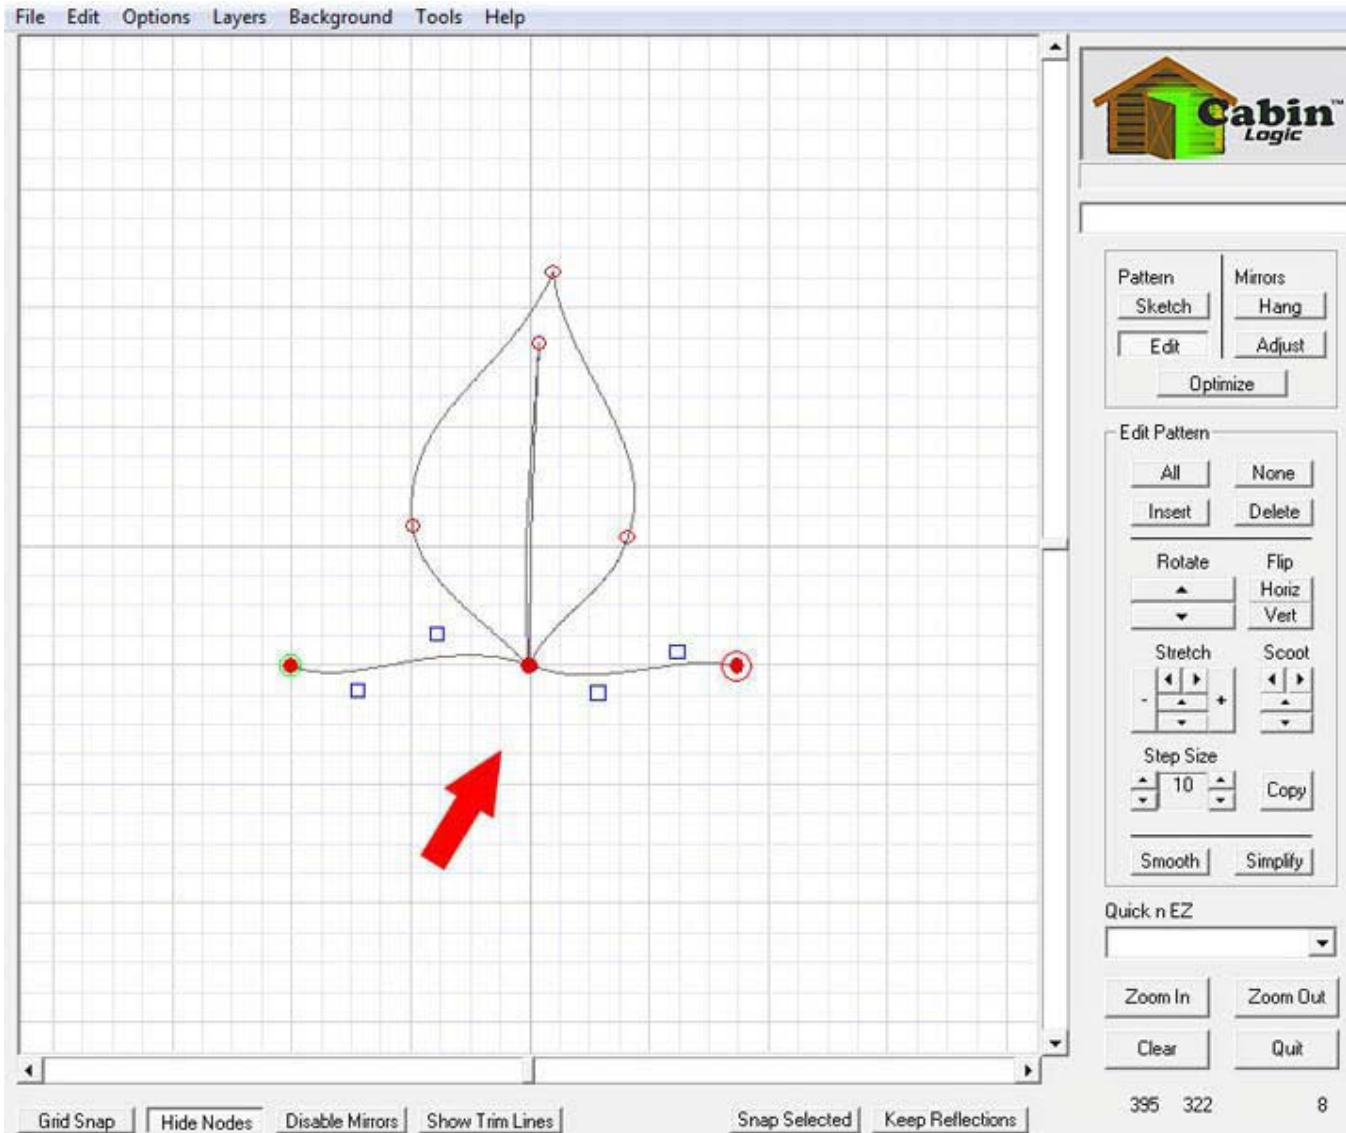 File Edit Options Layers Background Tools Help
Cabin™
Logic
Pattern Mirrors
Sketch Hang
Edit Adjust
Optimize
Edit Pattern
All None
Insert Delete
Rotate Flip
Horiz
Vert
Stretch Scoot
- +
Step Size
10 Copy
Smooth Simplify
Quick n EZ
Zoom In Zoom Out
Clear Quit
395 322 8
Grid Snap Hide Nodes Disable Mirrors Show Trim Lines Snap Selected Keep Reflections